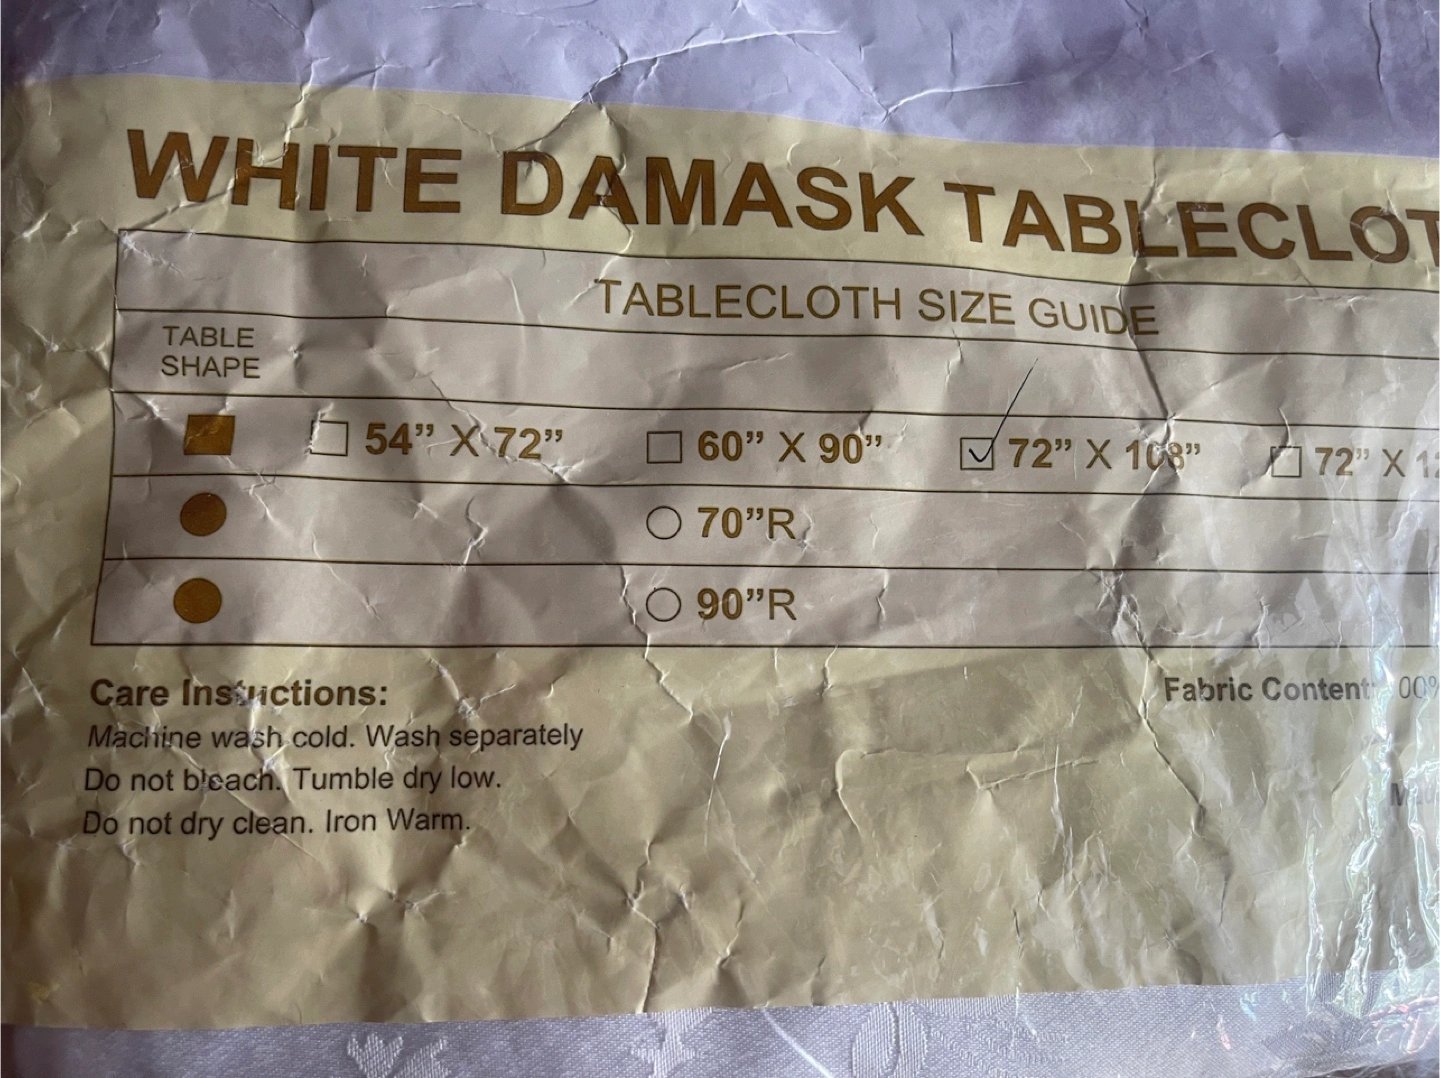 WHITE DAMASK TABLECLOT
TABLECLOTH SIZE GUIDE
TABLE
SHAPE
54” X 72” 60” X 90” 72” X 108” 72” X
70”R
90”R
Care Instuctions:
Fabric Content:
Machine wash cold. Wash separately
Do not bleach. Tumble dry low.
Do not dry clean. Iron Warm.